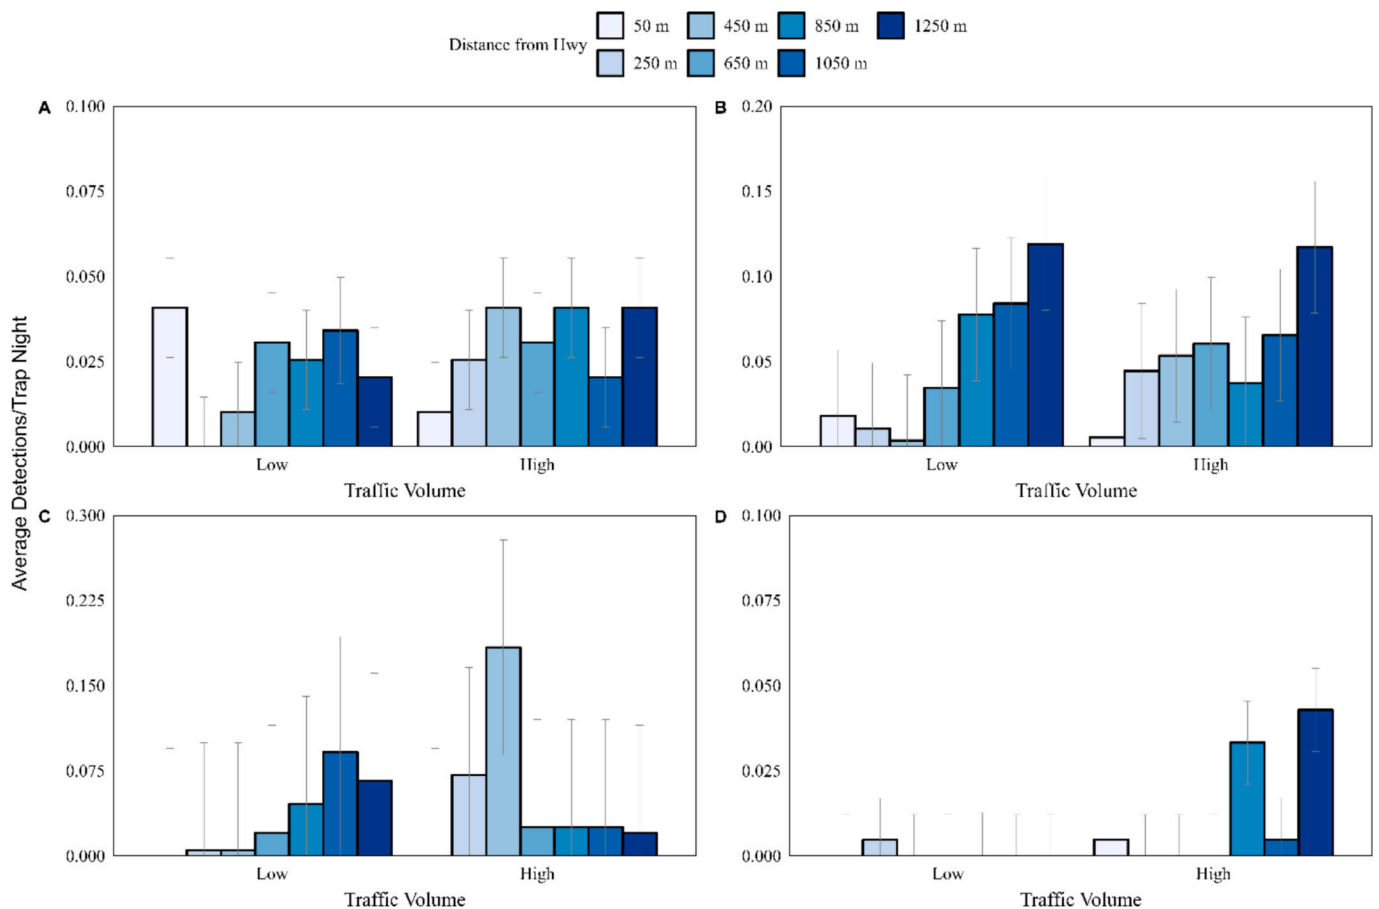 50 m 450 m 850 m 1250 m
Distance from Hwy
250 m 650 m 1050 m
A
0.100
0.075
0.050
0.025
0.000
Low High
Traffic Volume
B
0.20
0.15
0.10
0.05
0.00
Low High
Traffic Volume
Average Detections/Trap Night
C
0.300
0.225
0.150
0.075
0.000
Low High
Traffic Volume
D
0.100
0.075
0.050
0.025
0.000
Low High
Traffic Volume